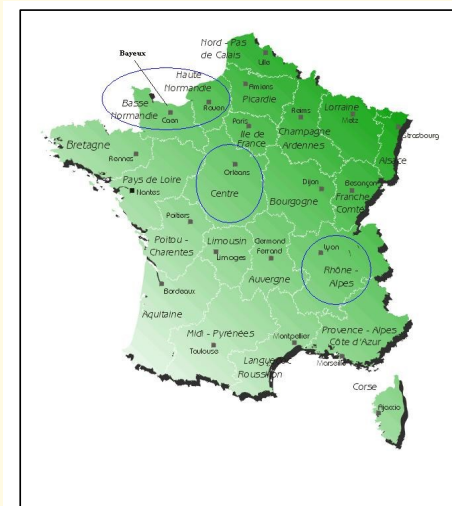 Nord - Pas
de Calais
Lille
Bayeux
Haute
Normandie
Amiens
Picardie
Rouen
Basse
Normandie
Caen
Reims
Lorraine
Metz
Paris
Ile de
France
Champagne
Ardennes
Strasbourg
Alsace
Bretagne
Rennes
Orléans
Pays de Loire
Nantes
Centre
Dijon
Besançon
Bourgogne
Franche
Comté
Poitiers
Poitou -
Charentes
Limousin
Limoges
Germond
Ferrand
Auvergne
Lyon
Rhône -
Alpes
Bordeaux
Aquitaine
Midi - Pyrénées
Toulouse
Montpellier
Provence - Alpes
Côte d'Azur
Marseille
Roussillon
Corse
Ajaccio